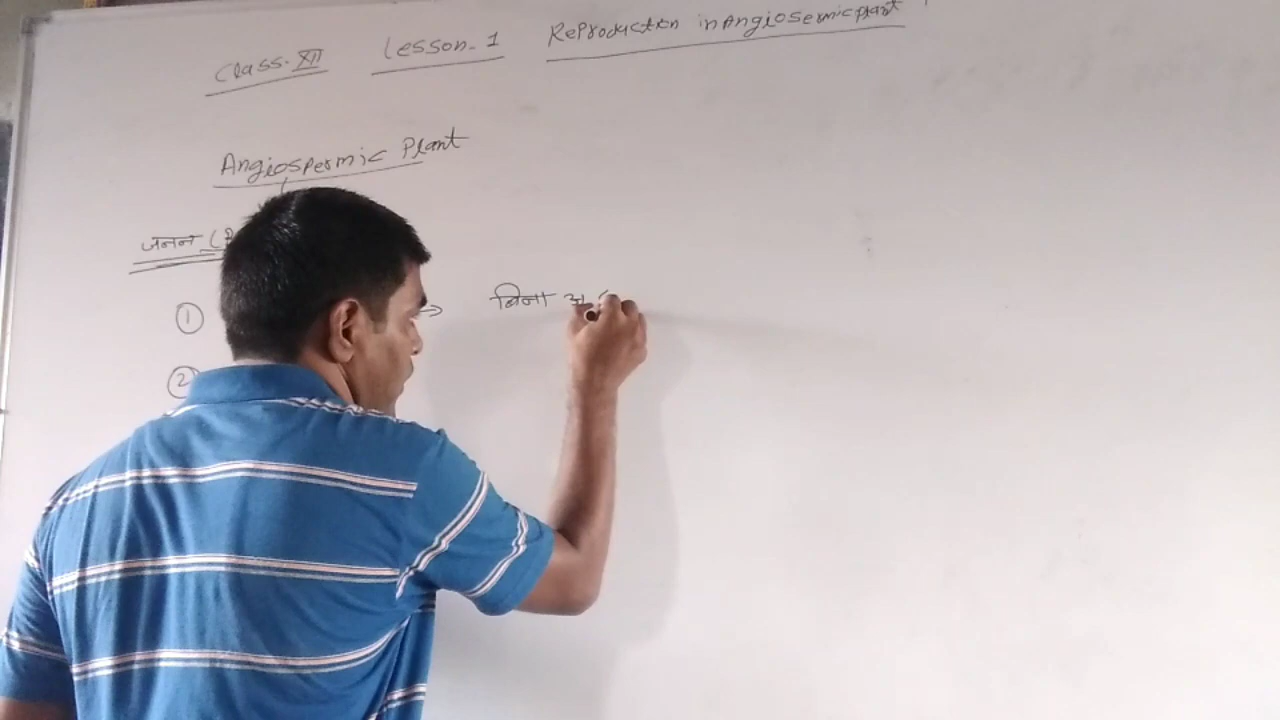 Class-XII Lesson-1 Reproduction in Angiosermic plant
Angiospermic Plant
जनन (
① → बिना
②